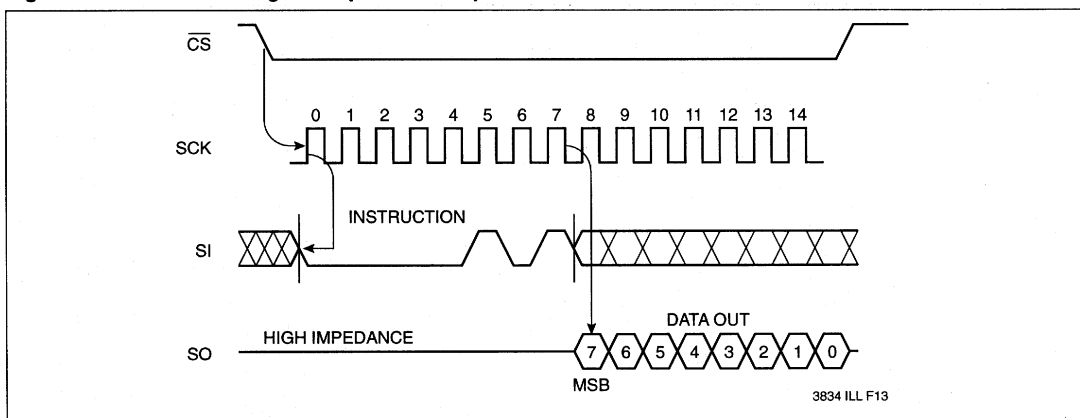 CS
0 1 2 3 4 5 6 7 8 9 10 11 12 13 14
SCK
INSTRUCTION
SI
DATA OUT
HIGH IMPEDANCE
SO
7 6 5 4 3 2 1 0
MSB
3834 ILL F13